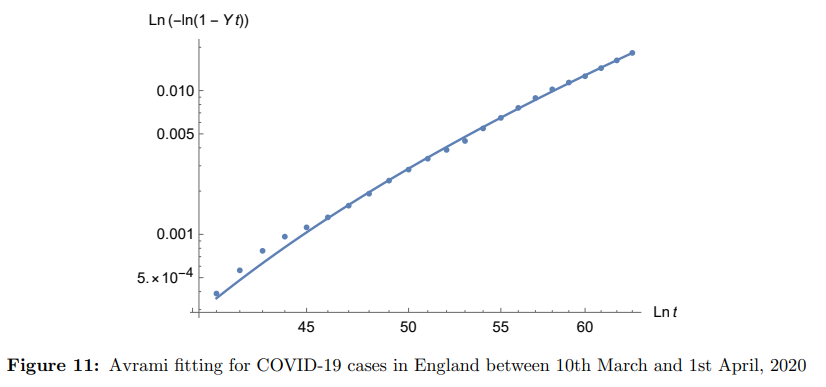 Ln (−ln(1 − Y t))
0.010
0.005
0.001
5. × 10⁻⁴
45 50 55 60
Ln t
Figure 11: Avrami fitting for COVID-19 cases in England between 10th March and 1st April, 2020